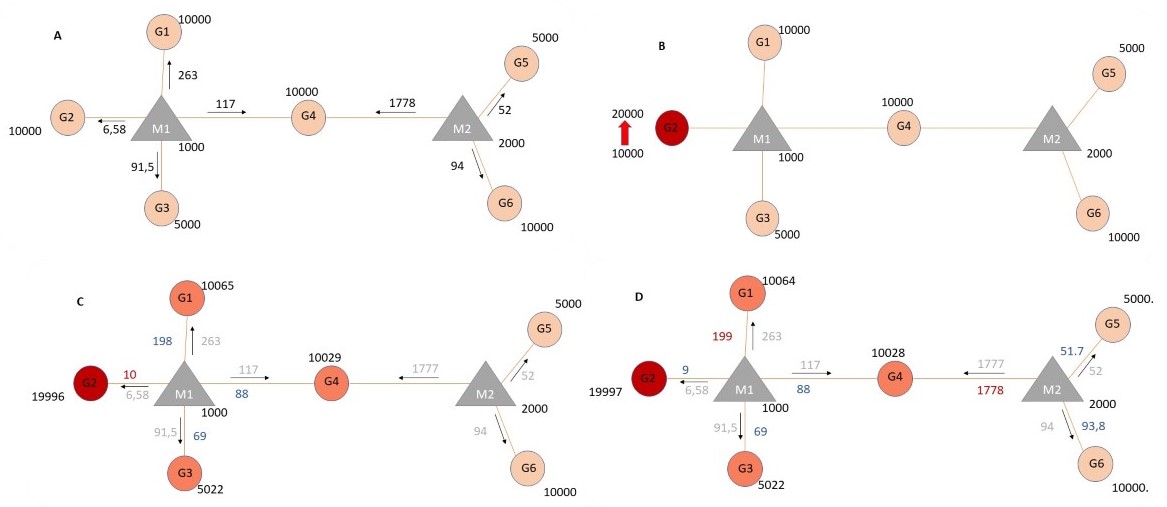 A
G1
10000
263
G2
10000
6,58
M1
1000
117
10000
G4
1778
91,5
G3
5000
5000
G5
52
M2
2000
94
G6
10000
B
G1
10000
20000
10000
G2
M1
1000
G3
5000
10000
G4
5000
G5
M2
2000
G6
10000
C
G1
10065
198
263
G2
10
6,58
19996
M1
1000
117
88
10029
G4
1777
91,5
69
G3
5022
5000
G5
52
M2
2000
94
G6
10000
D
G1
10064
199
263
G2
9
6,58
19997
M1
1000
117
88
10028
G4
1777
1778
91,5
69
G3
5022
5000.
G5
51.7
52
M2
2000
94
93,8
G6
10000.